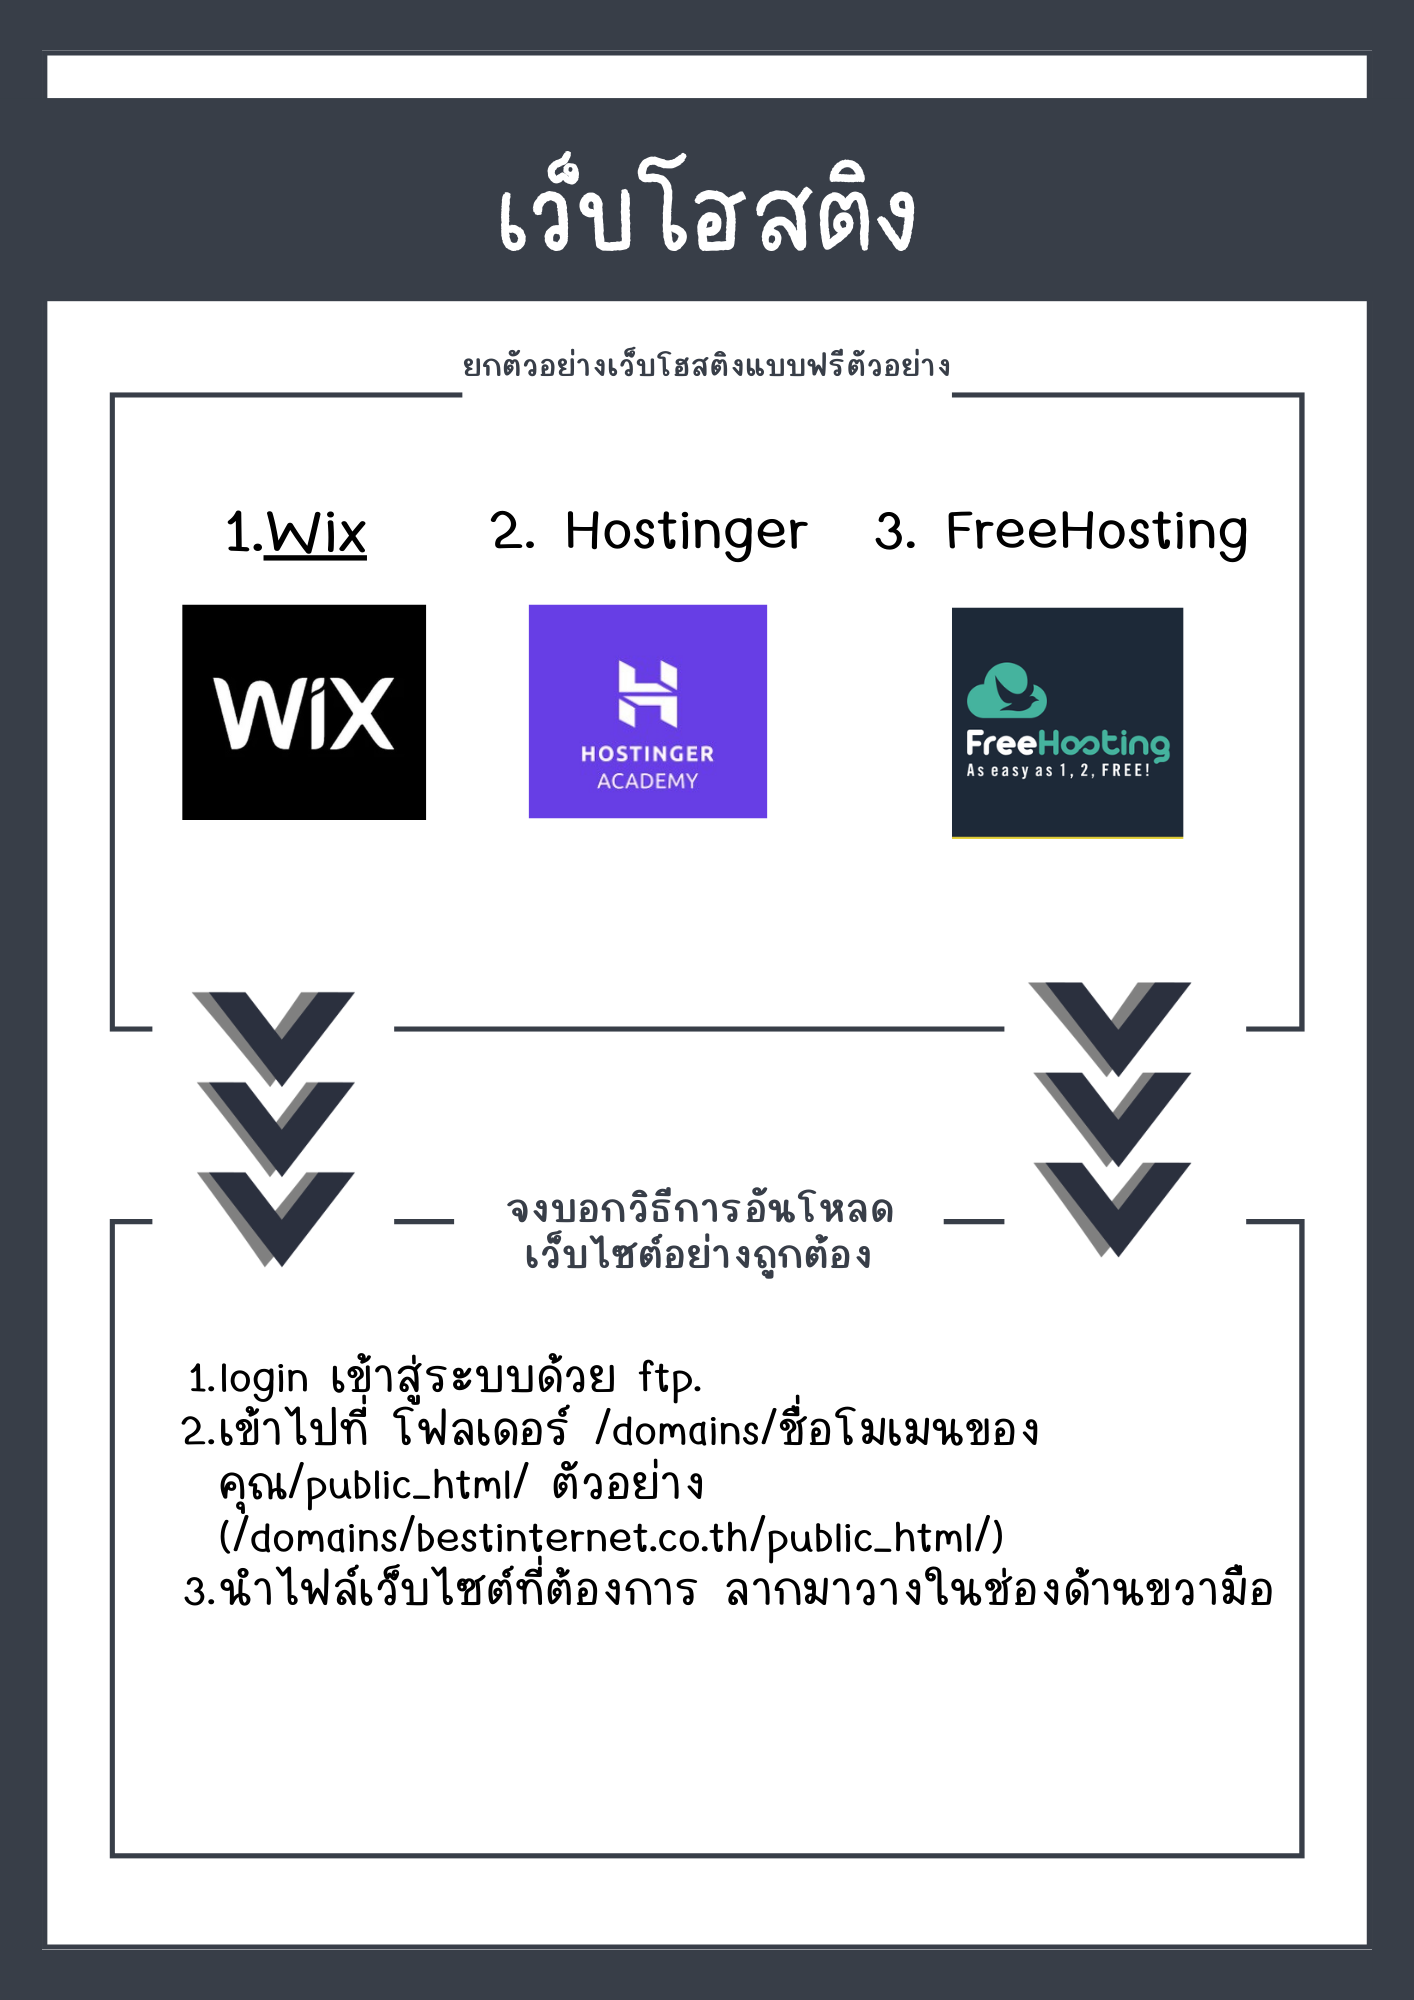 เว็บโฮสติง
ยกตัวอย่างเว็บโฮสติงแบบฟรีตัวอย่าง
1.Wix
2. Hostinger
3. FreeHosting
WiX
HOSTINGER
ACADEMY
FreeHosting
As easy as 1, 2, FREE!
จงบอกวิธีการอันโหลด
เว็บไซต์อย่างถูกต้อง
1.login เข้าสู่ระบบด้วย ftp.
2.เข้าไปที่ โฟลเดอร์ /domains/ชื่อโมเมนของ
คุณ/public_html/ ตัวอย่าง
(/domains/bestinternet.co.th/public_html/)
3.นำไฟล์เว็บไซต์ที่ต้องการ ลากมาวางในช่องด้านขวามือ